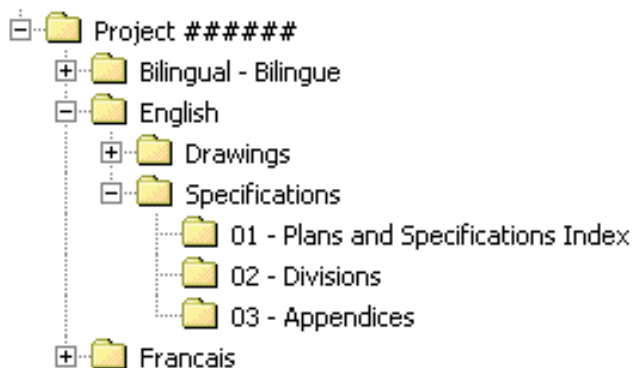 Project ######
Bilingual - Bilingue
English
Drawings
Specifications
01 - Plans and Specifications Index
02 - Divisions
03 - Appendices
Francais